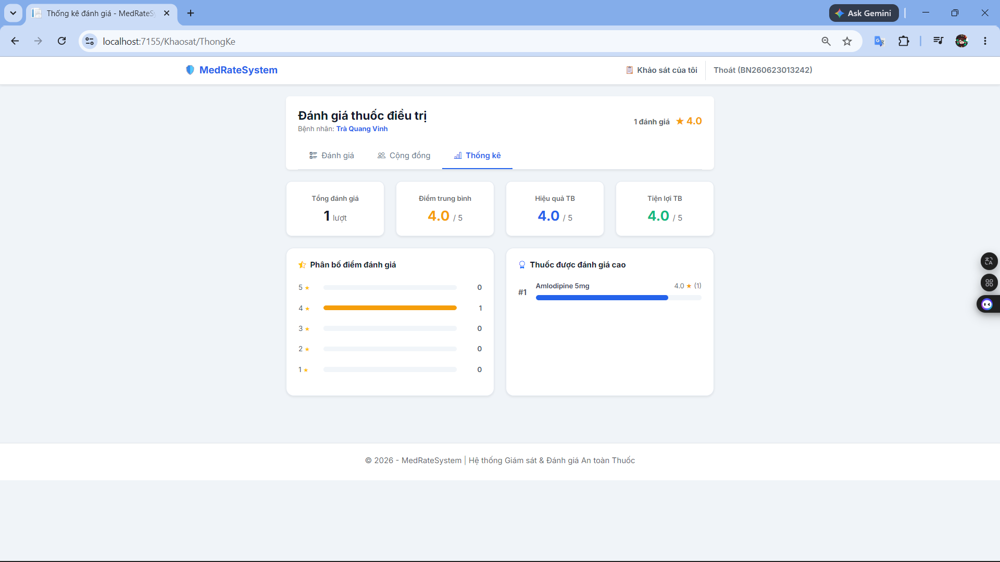 Thống kê đánh giá - MedRateS
Ask Gemini
localhost:7155/Khaosat/ThongKe
MedRateSystem
Khảo sát của tôi
Thoát (BN260623013242)
Đánh giá thuốc điều trị
Bệnh nhân: Trà Quang Vinh
1 đánh giá ★ 4.0
Đánh giá
Cộng đồng
Thống kê
Tổng đánh giá
1 lượt
Điểm trung bình
4.0 / 5
Hiệu quả TB
4.0 / 5
Tiện lợi TB
4.0 / 5
Phân bố điểm đánh giá
5 ★ 0
4 ★ 1
3 ★ 0
2 ★ 0
1 ★ 0
Thuốc được đánh giá cao
#1
Amlodipine 5mg
4.0 ★ (1)
© 2026 - MedRateSystem | Hệ thống Giám sát & Đánh giá An toàn Thuốc